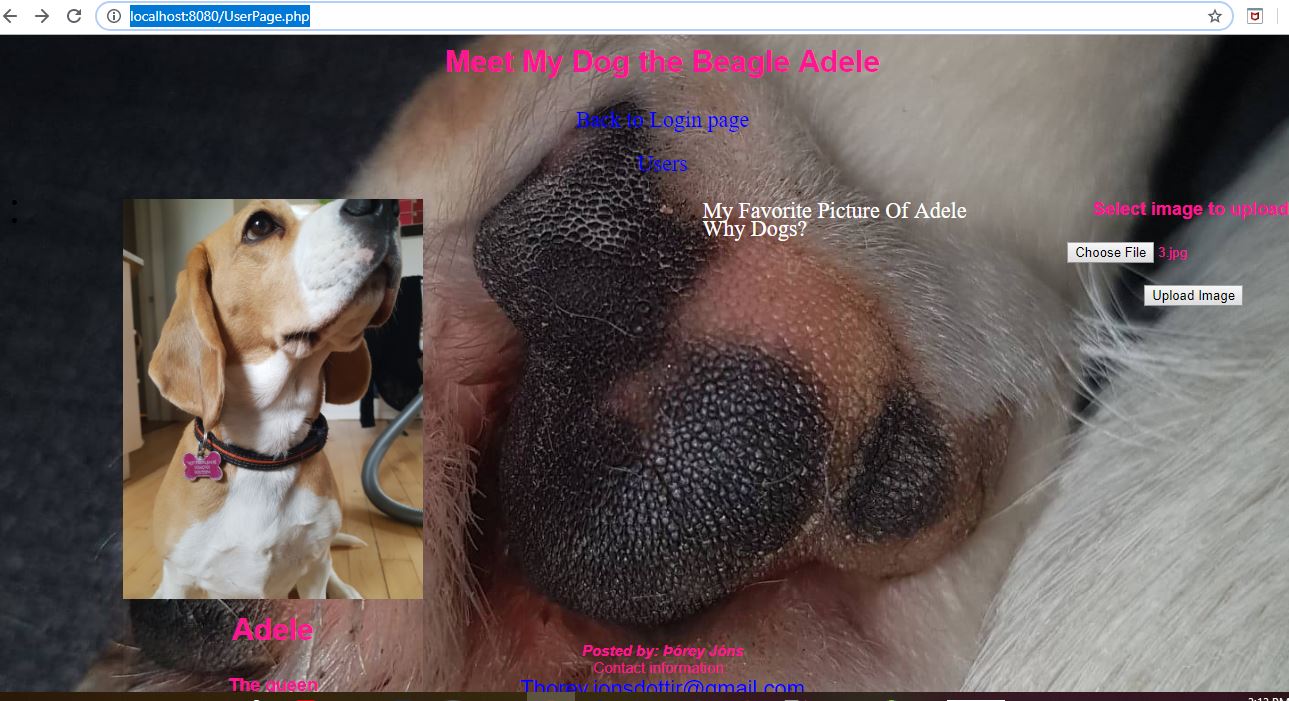 localhost:8080/UserPage.php
Meet My Dog the Beagle Adele
Back to Login page
Users
My Favorite Picture Of Adele
Why Dogs?
Select image to upload
Choose File 3.jpg
Upload Image
Adele
The queen
Posted by: Þórey Jóns
Contact information:
Thorey.jonsdottir@gmail.com